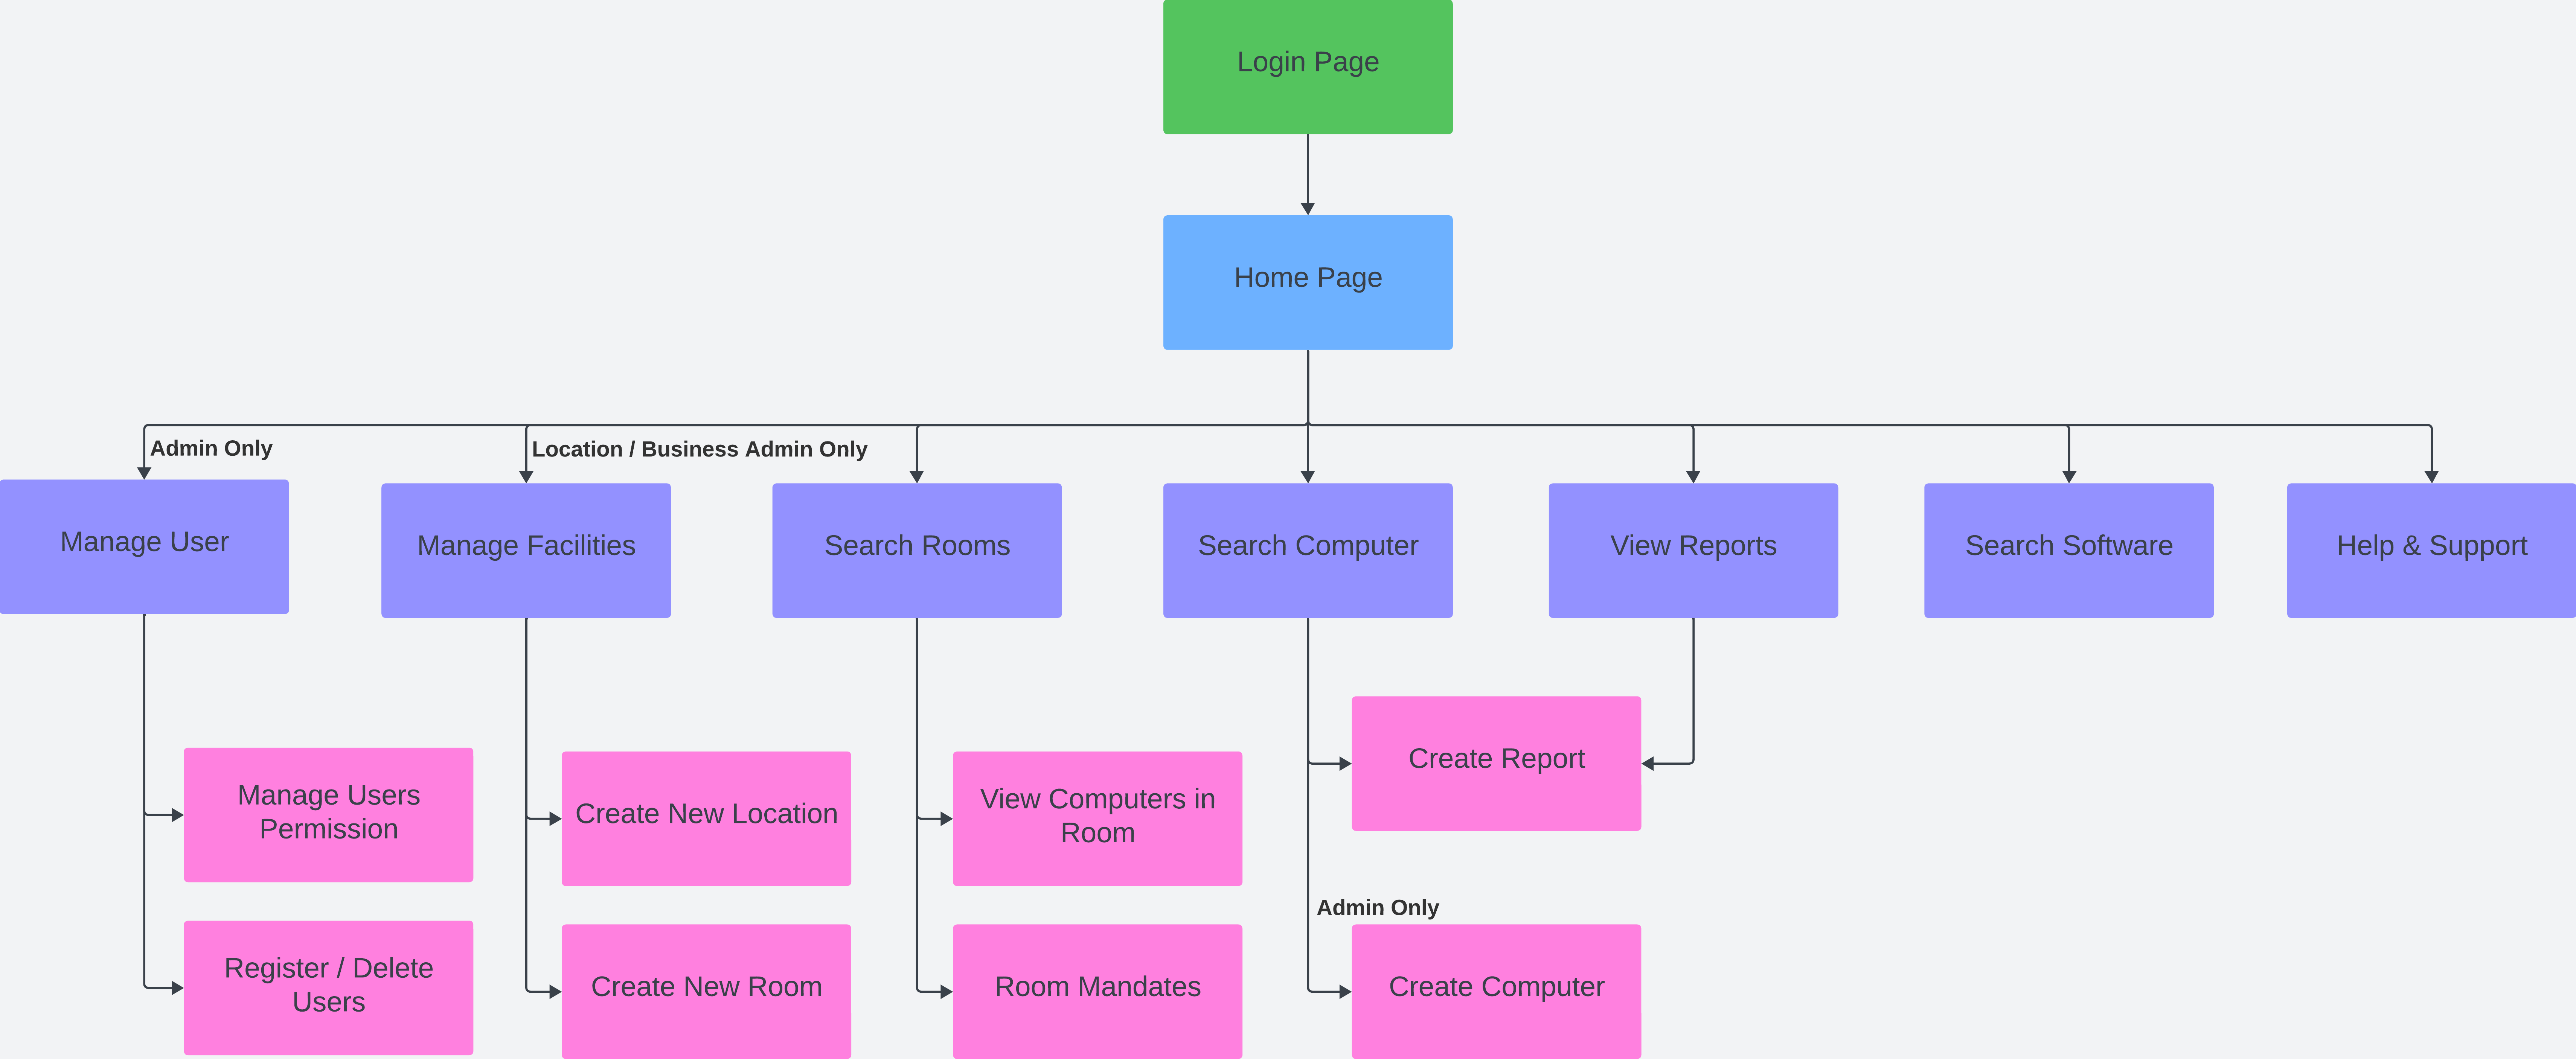 Login Page
Home Page
Admin Only
Location / Business Admin Only
Manage User
Manage Facilities
Search Rooms
Search Computer
View Reports
Search Software
Help & Support
Manage Users
Permission
Create New Location
View Computers in
Room
Create Report
Admin Only
Register / Delete
Users
Create New Room
Room Mandates
Create Computer